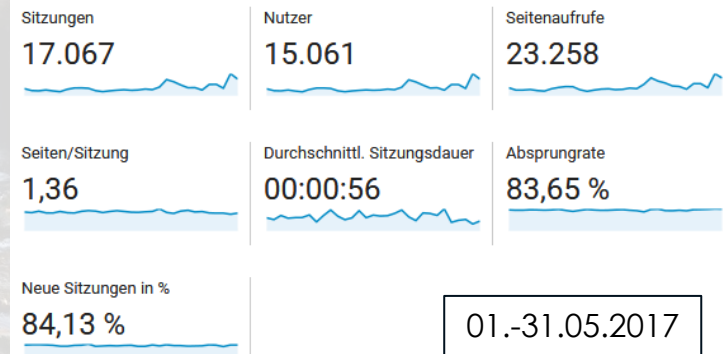 Sitzungen
17.067
Nutzer
15.061
Seitenaufrufe
23.258
Seiten/Sitzung
1,36
Durchschnittl. Sitzungsdauer
00:00:56
Absprungrate
83,65 %
Neue Sitzungen in %
84,13 %
01.-31.05.2017